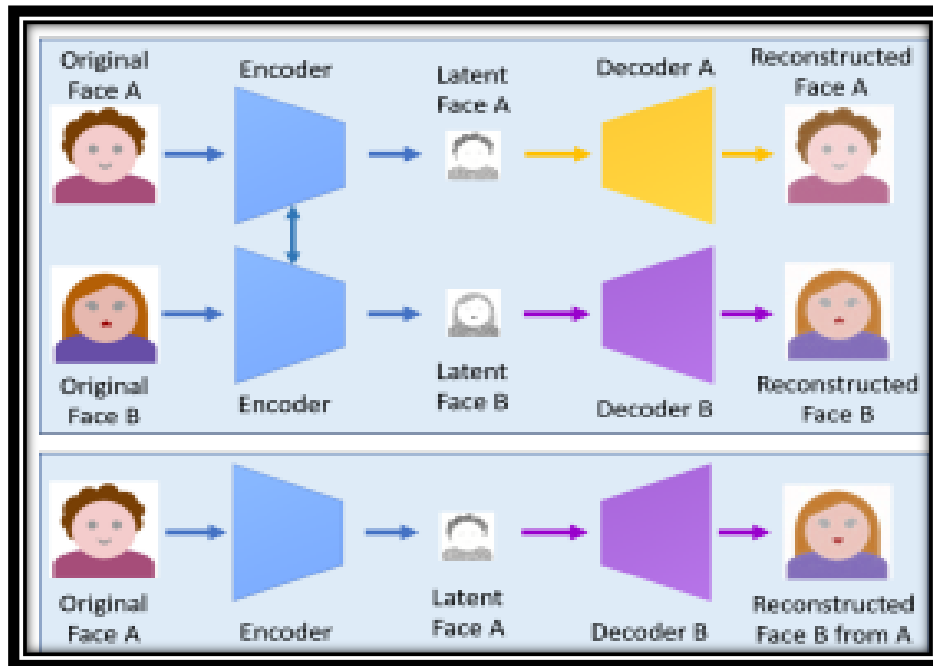 Original
Face A
Encoder
Latent
Face A
Decoder A
Reconstructed
Face A
Original
Face B
Encoder
Latent
Face B
Decoder B
Reconstructed
Face B
Original
Face A
Encoder
Latent
Face A
Decoder B
Reconstructed
Face B from A